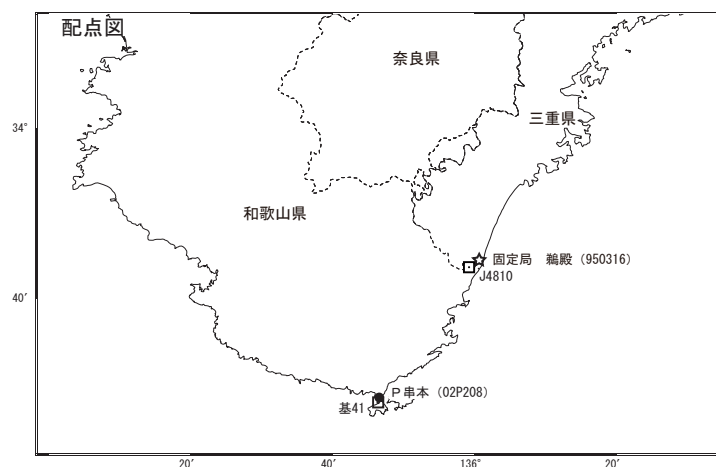 配点図
奈良県
34°
三重県
和歌山県
固定局 鵜殿（950316）
J4810
40′
Ｐ串本（02P208）
基41
20′
40′
136°
20′